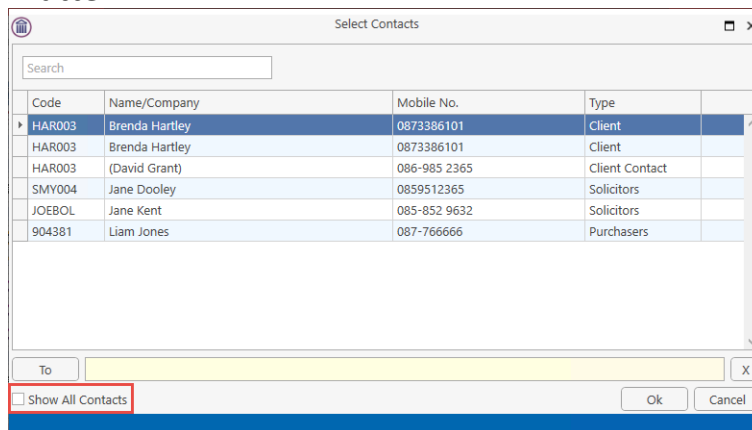 Select Contacts
Search
Code Name/Company Mobile No. Type
HAR003 Brenda Hartley 0873386101 Client
HAR003 Brenda Hartley 0873386101 Client
HAR003 (David Grant) 086-985 2365 Client Contact
SMY004 Jane Dooley 0859512365 Solicitors
JOEBOL Jane Kent 085-852 9632 Solicitors
904381 Liam Jones 087-766666 Purchasers
To X
Show All Contacts Ok Cancel